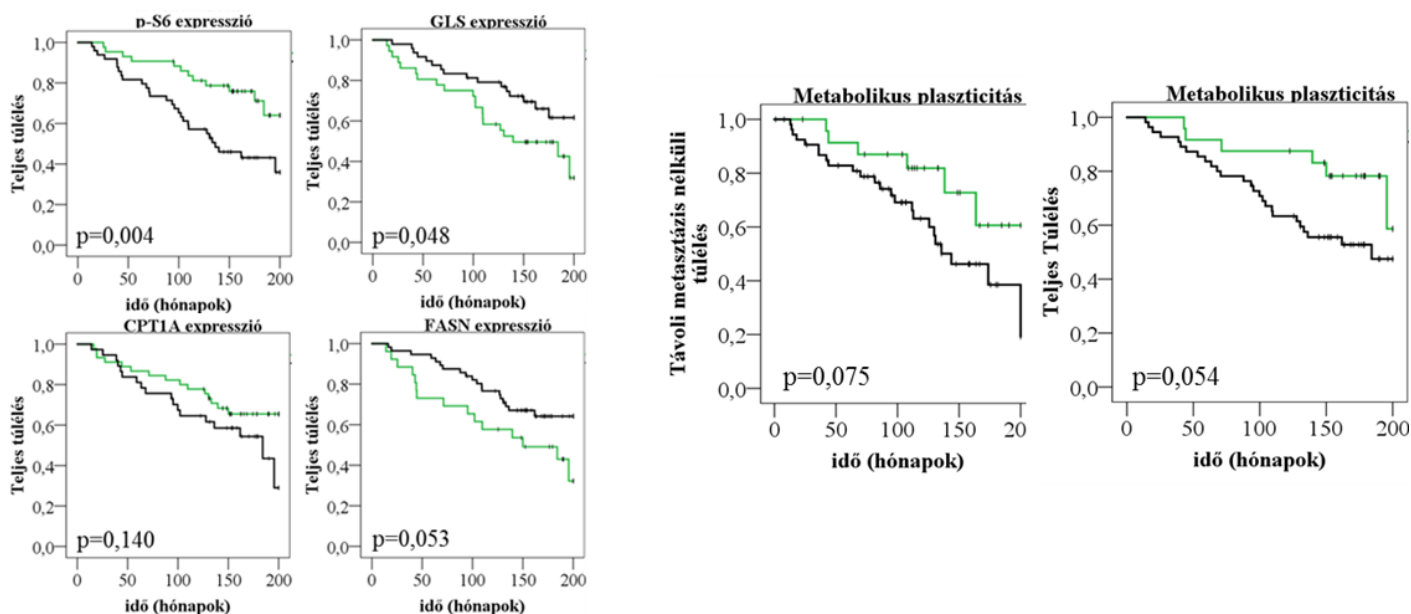 p-S6 expresszió
Teljes túlélés
1,0
0,8
0,6
0,4
0,2
0,0
p=0,004
0 50 100 150 200
idő (hónapok)
GLS expresszió
Teljes túlélés
1,0
0,8
0,6
0,4
0,2
0,0
p=0,048
0 50 100 150 200
idő (hónapok)
CPT1A expresszió
Teljes túlélés
1,0
0,8
0,6
0,4
0,2
0,0
p=0,140
0 50 100 150 200
idő (hónapok)
FASN expresszió
Teljes túlélés
1,0
0,8
0,6
0,4
0,2
0,0
p=0,053
0 50 100 150 200
idő (hónapok)
Metabolikus plaszticitás
Távoli metasztázis nélküli
túlélés
1,0
0,8
0,6
0,4
0,2
0,0
p=0,075
0 50 100 150 20
idő (hónapok)
Metabolikus plaszticitás
Teljes Túlélés
1,0
0,8
0,6
0,4
0,2
0,0
p=0,054
0 50 100 150 200
idő (hónapok)